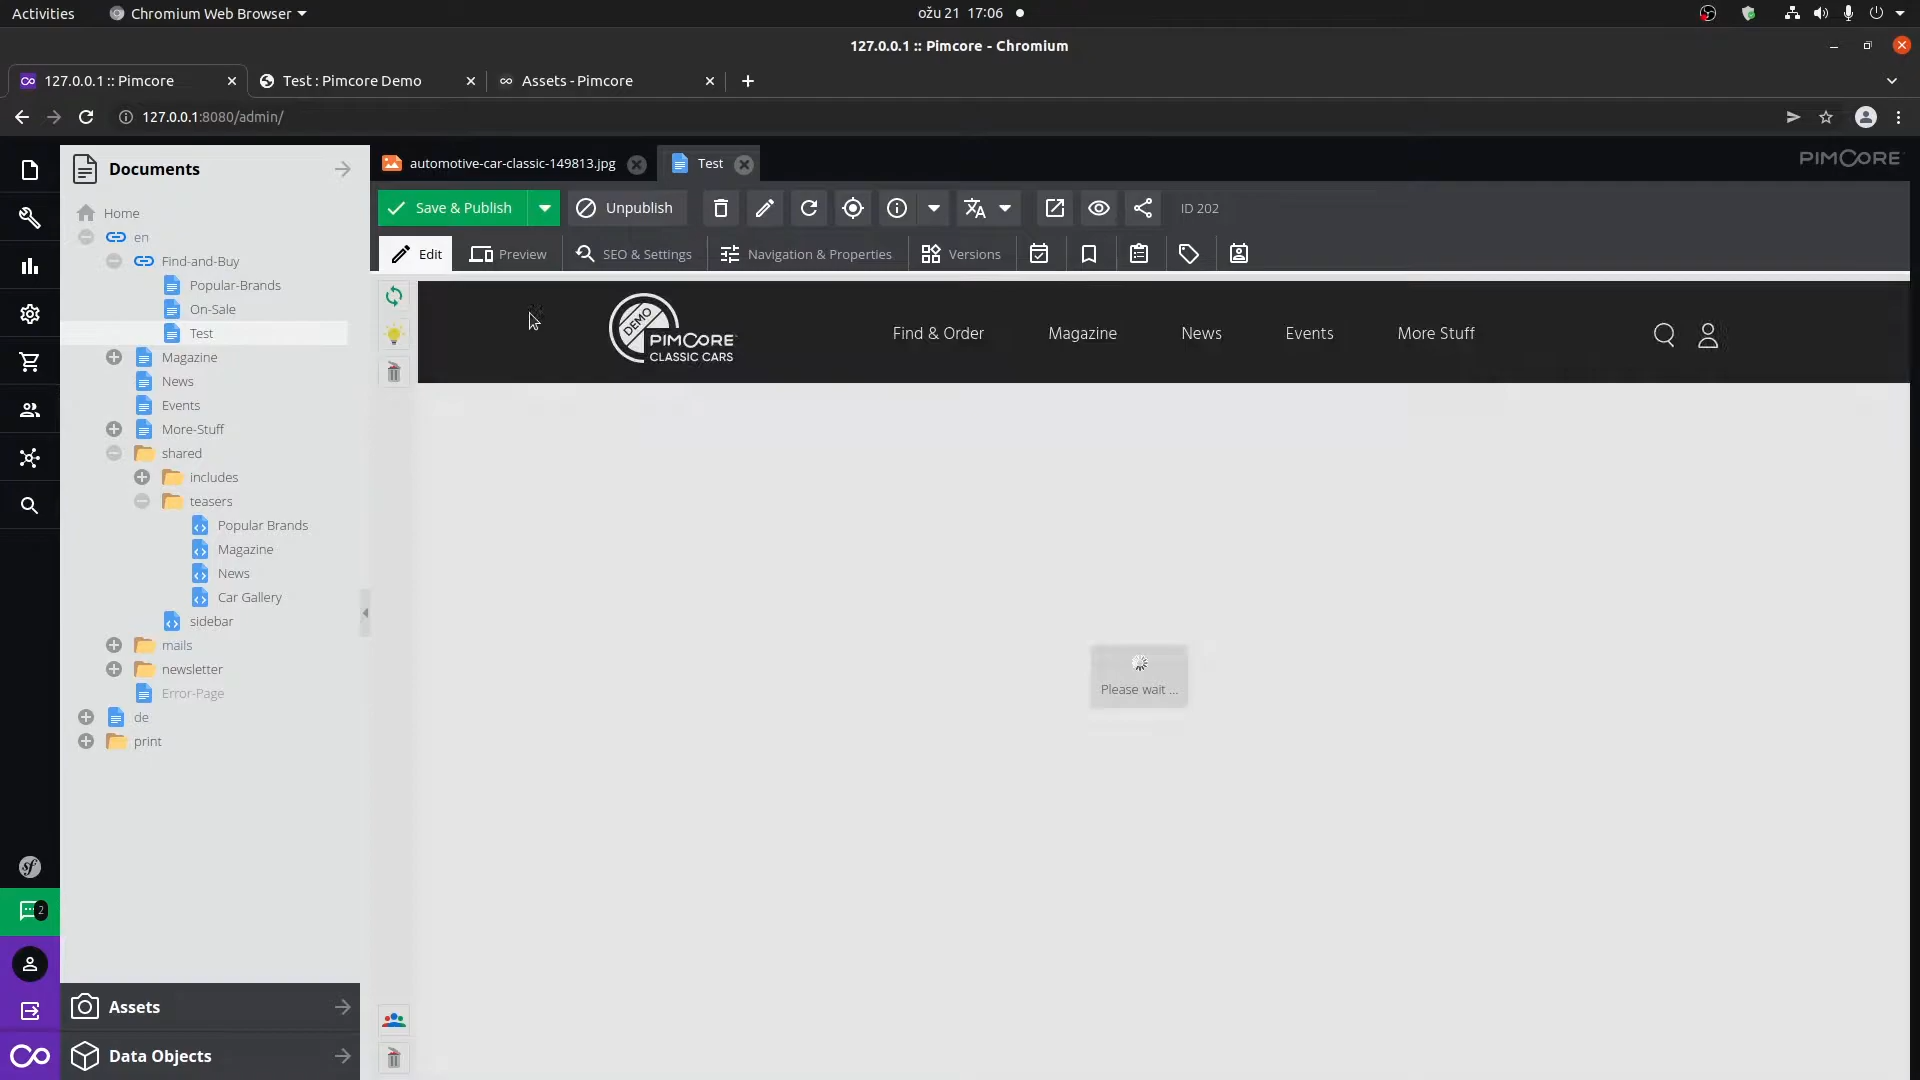 Activities
Chromium Web Browser
ožu 21 17:06
127.0.0.1 :: Pimcore - Chromium
127.0.0.1 :: Pimcore
Test : Pimcore Demo
Assets - Pimcore
127.0.0.1:8080/admin/
Documents
automotive-car-classic-149813.jpg
Test
PIMCORE
Save & Publish
Unpublish
ID 202
Edit
Preview
SEO & Settings
Navigation & Properties
Versions
Home
en
Find-and-Buy
Popular-Brands
On-Sale
Test
Magazine
News
Events
More-Stuff
shared
includes
teasers
Popular Brands
Magazine
News
Car Gallery
sidebar
mails
newsletter
Error-Page
de
print
DEMO
PIMCORE
CLASSIC CARS
Find & Order
Magazine
News
Events
More Stuff
Please wait ...
sf
2
Assets
Data Objects